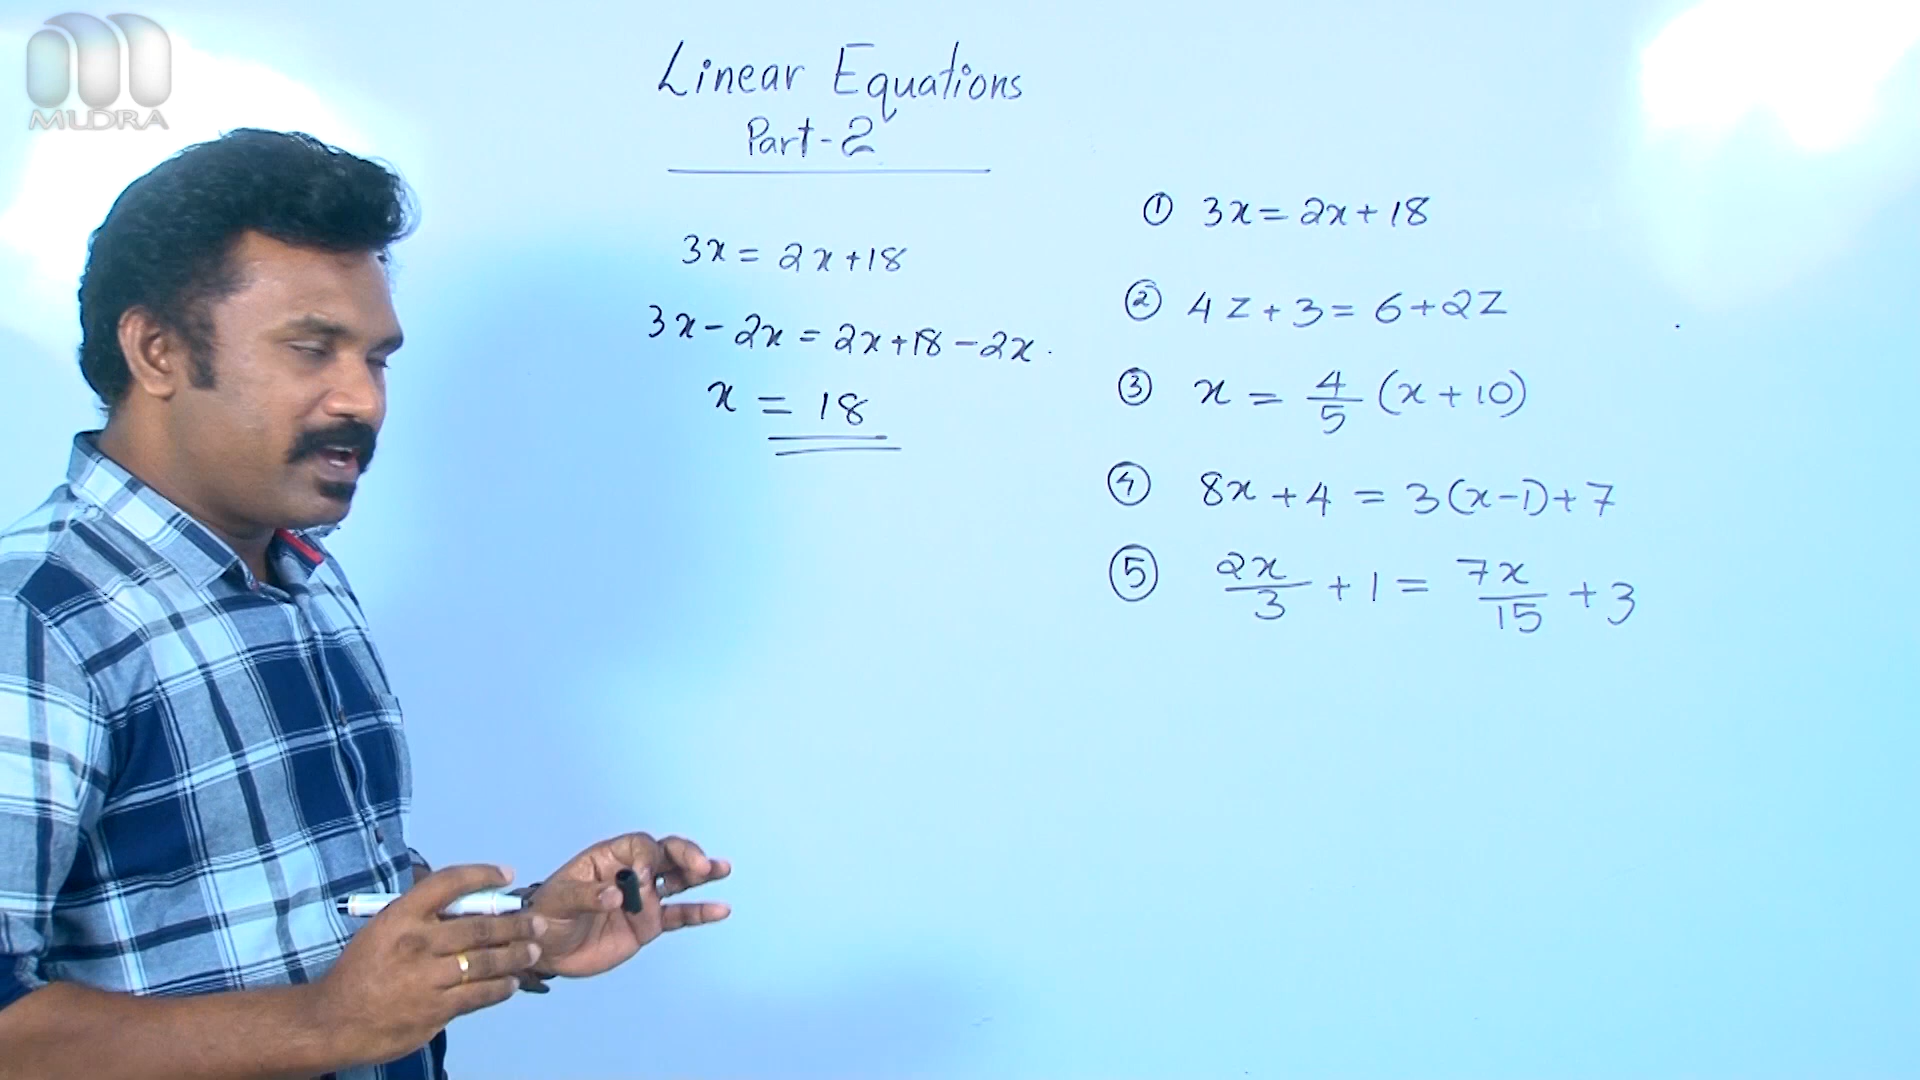 MUDRA
Linear Equations
Part-2
3x = 2x+18
3x - 2x = 2x+18-2x.
x = 18
① 3x = 2x+18
② 4z+3 = 6+2z
③ x = 4/5 (x+10)
④ 8x+4 = 3(x-1)+7
⑤ 2x/3 + 1 = 7x/15 + 3